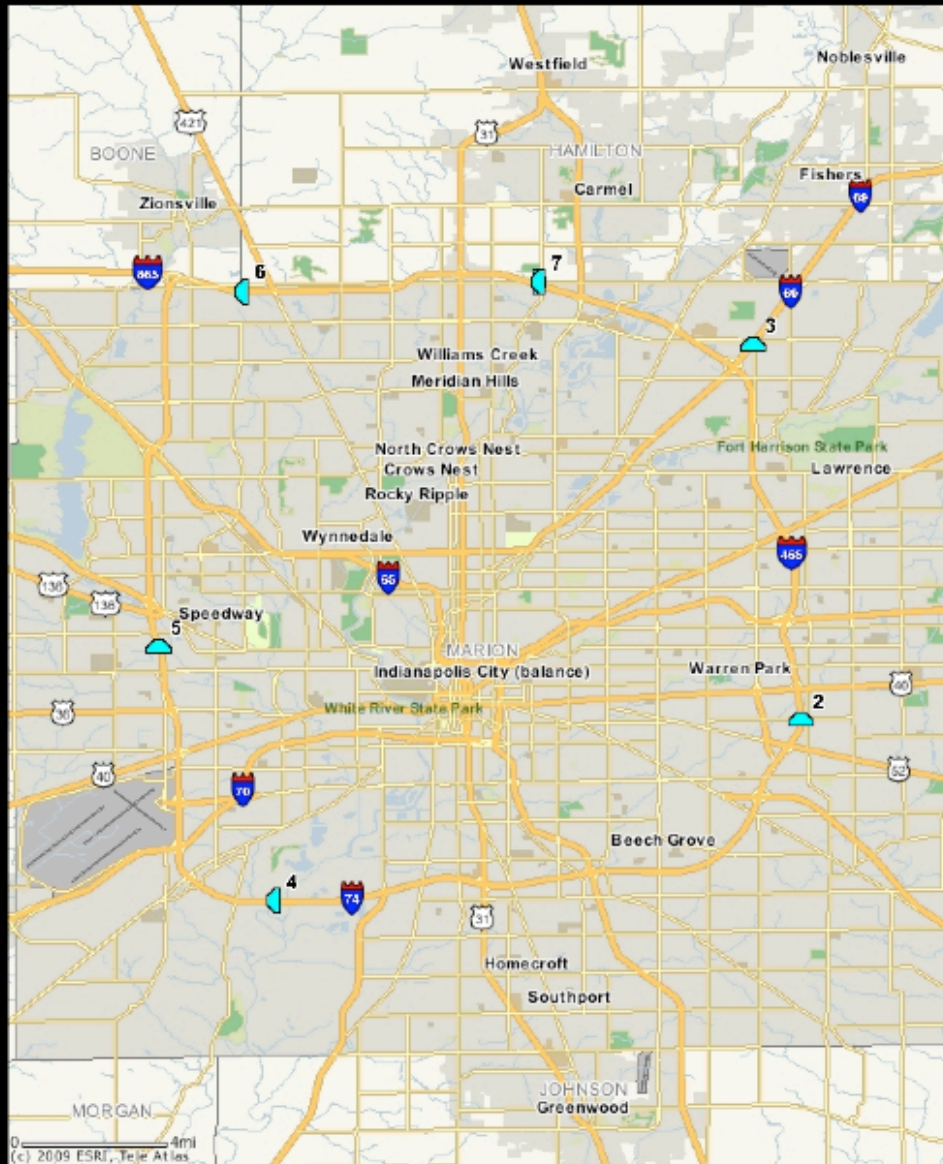 Westfield
Noblesville
421
31
BOONE
HAMILTON
Fishers
Carmel
Zionsville
69
865
6
7
69
3
Williams Creek
Meridian Hills
Fort Harrison State Park
North Crows Nest
Crows Nest
Lawrence
Rocky Ripple
Wynnedale
465
65
136
136
Speedway
5
MARION
Indianapolis City (balance)
Warren Park
40
2
White River State Park
36
40
52
70
Beech Grove
4
74
31
Homecroft
Southport
JOHNSON
Greenwood
MORGAN
0 4mi
(c) 2009 ESRI, Tele Atlas